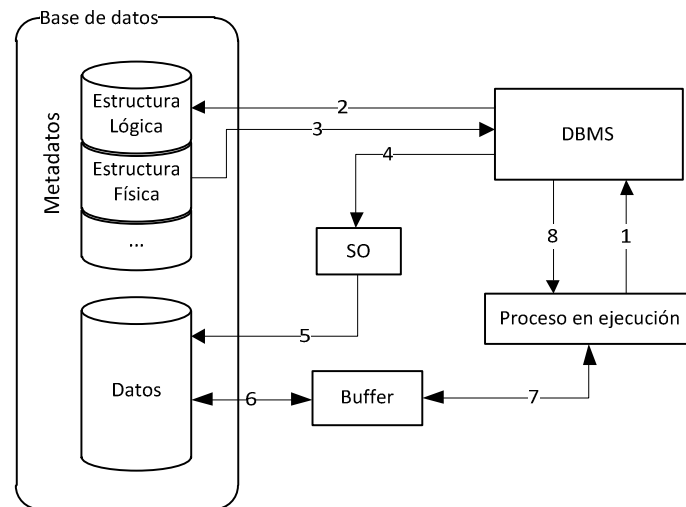 Base de datos
Metadatos
Estructura
Lógica
Estructura
Física
...
Datos
2
3
4
DBMS
SO
8
1
5
Proceso en ejecución
6
Buffer
7